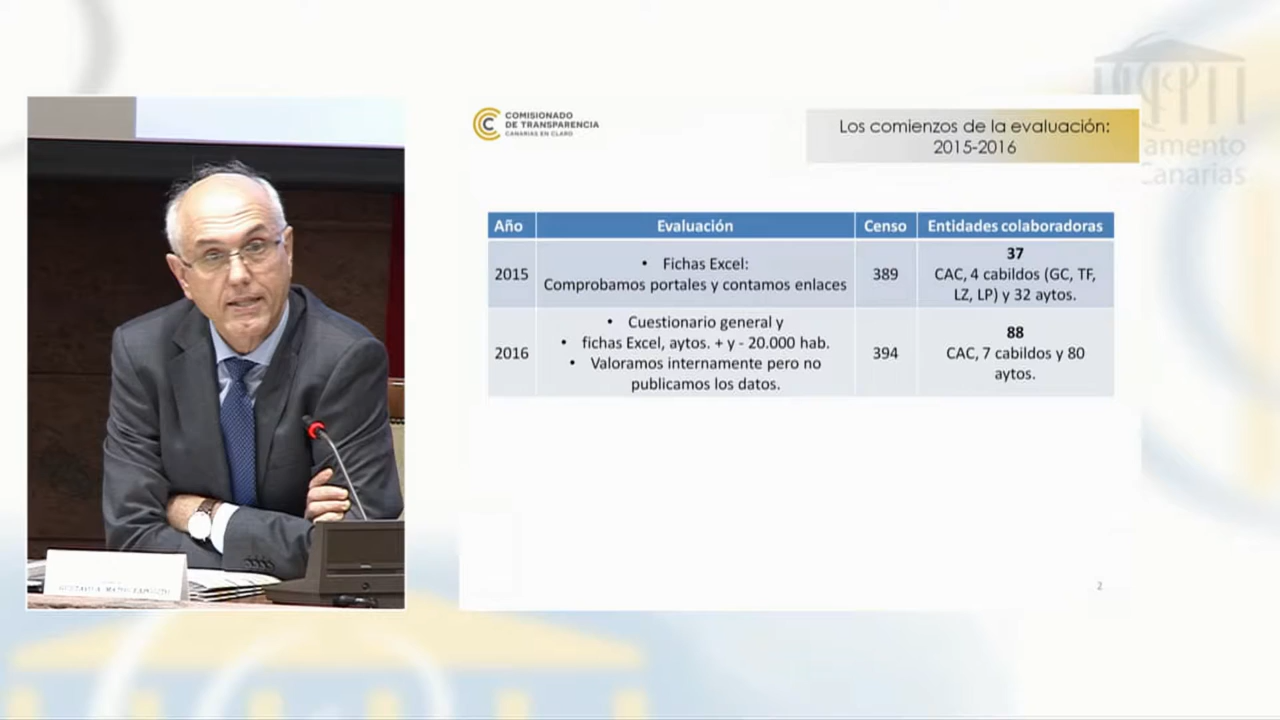 COMISIONADO
DE TRANSPARENCIA
CANARIAS EN CLARO
Los comienzos de la evaluación:
2015-2016
amento
Canarias
Año Evaluación Censo Entidades colaboradoras
2015
• Fichas Excel:
Comprobamos portales y contamos enlaces
389
37
CAC, 4 cabildos (GC, TF,
LZ, LP) y 32 aytos.
2016
• Cuestionario general y
• fichas Excel, aytos. + y - 20.000 hab.
• Valoramos internamente pero no
publicamos los datos.
394
88
CAC, 7 cabildos y 80
aytos.
2